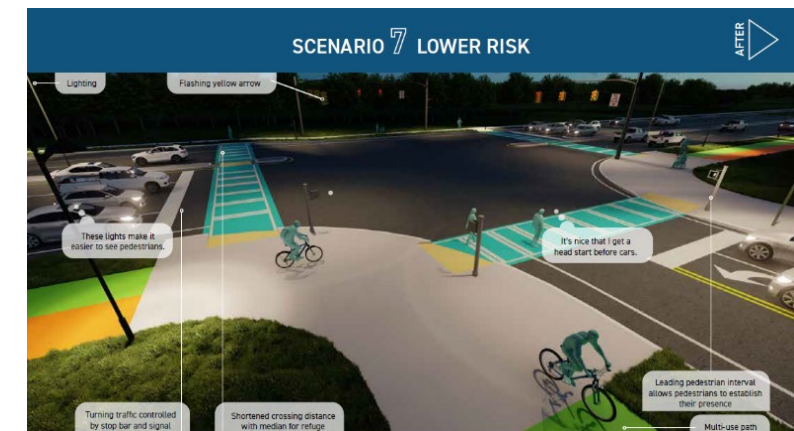 SCENARIO 7 LOWER RISK
AFTER
Lighting
Flashing yellow arrow
These lights make it
easier to see pedestrians.
It's nice that I get a
head start before cars.
Leading pedestrian interval
allows pedestrians to establish
their presence
Turning traffic controlled
by stop bar and signal
Shortened crossing distance
with median for refuge
Multi-use path